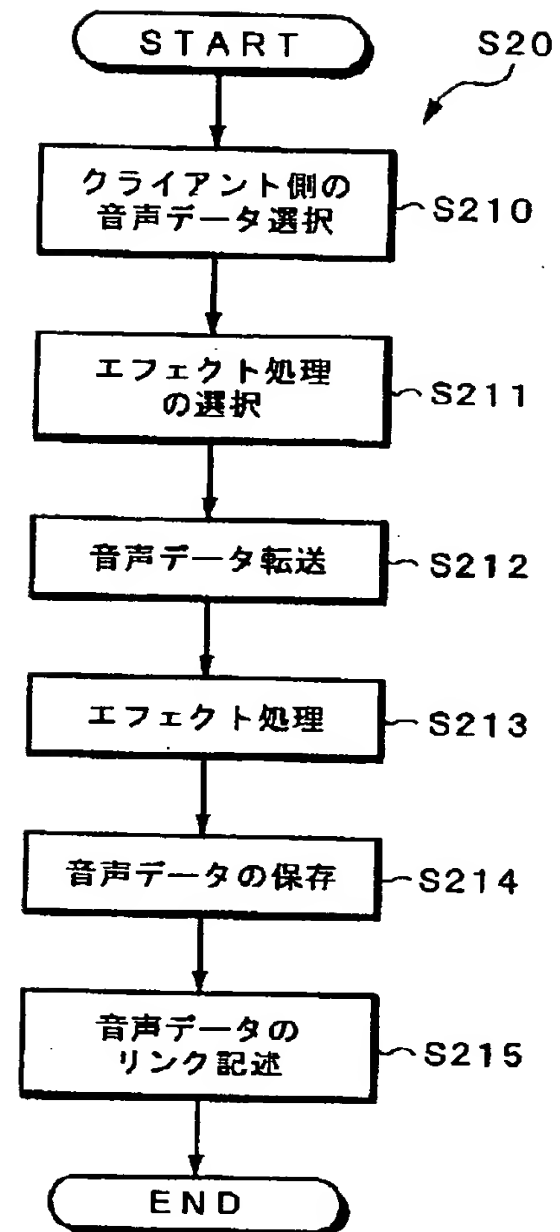 START
S20
クライアント側の
音声データ選択
S210
エフェクト処理
の選択
S211
音声データ転送
S212
エフェクト処理
S213
音声データの保存
S214
音声データの
リンク記述
S215
END